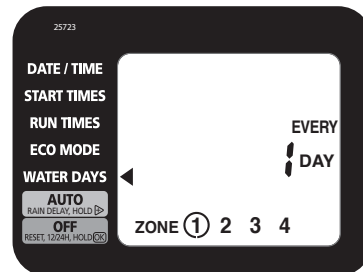 25723
DATE / TIME
START TIMES
RUN TIMES
ECO MODE
WATER DAYS
AUTO
RAIN DELAY, HOLD
OFF
RESET, 12/24H, HOLD OK
EVERY
1 DAY
ZONE 1 2 3 4